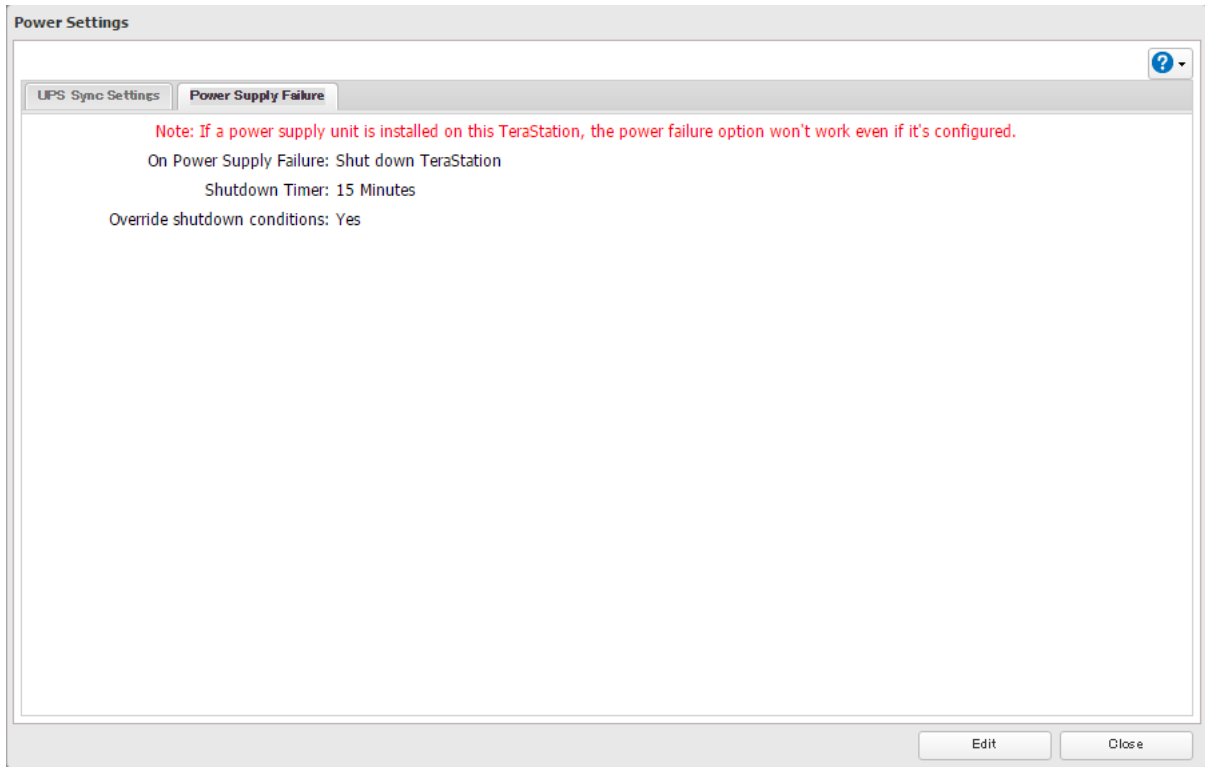 Power Settings
?
UPS Sync Settings
Power Supply Failure
Note: If a power supply unit is installed on this TeraStation, the power failure option won't work even if it's configured.
On Power Supply Failure: Shut down TeraStation
Shutdown Timer: 15 Minutes
Override shutdown conditions: Yes
Edit
Close